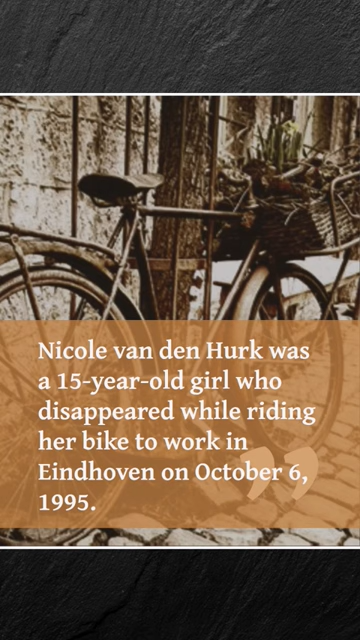 Nicole van den Hurk was
a 15-year-old girl who
disappeared while riding
her bike to work in
Eindhoven on October 6,
1995.